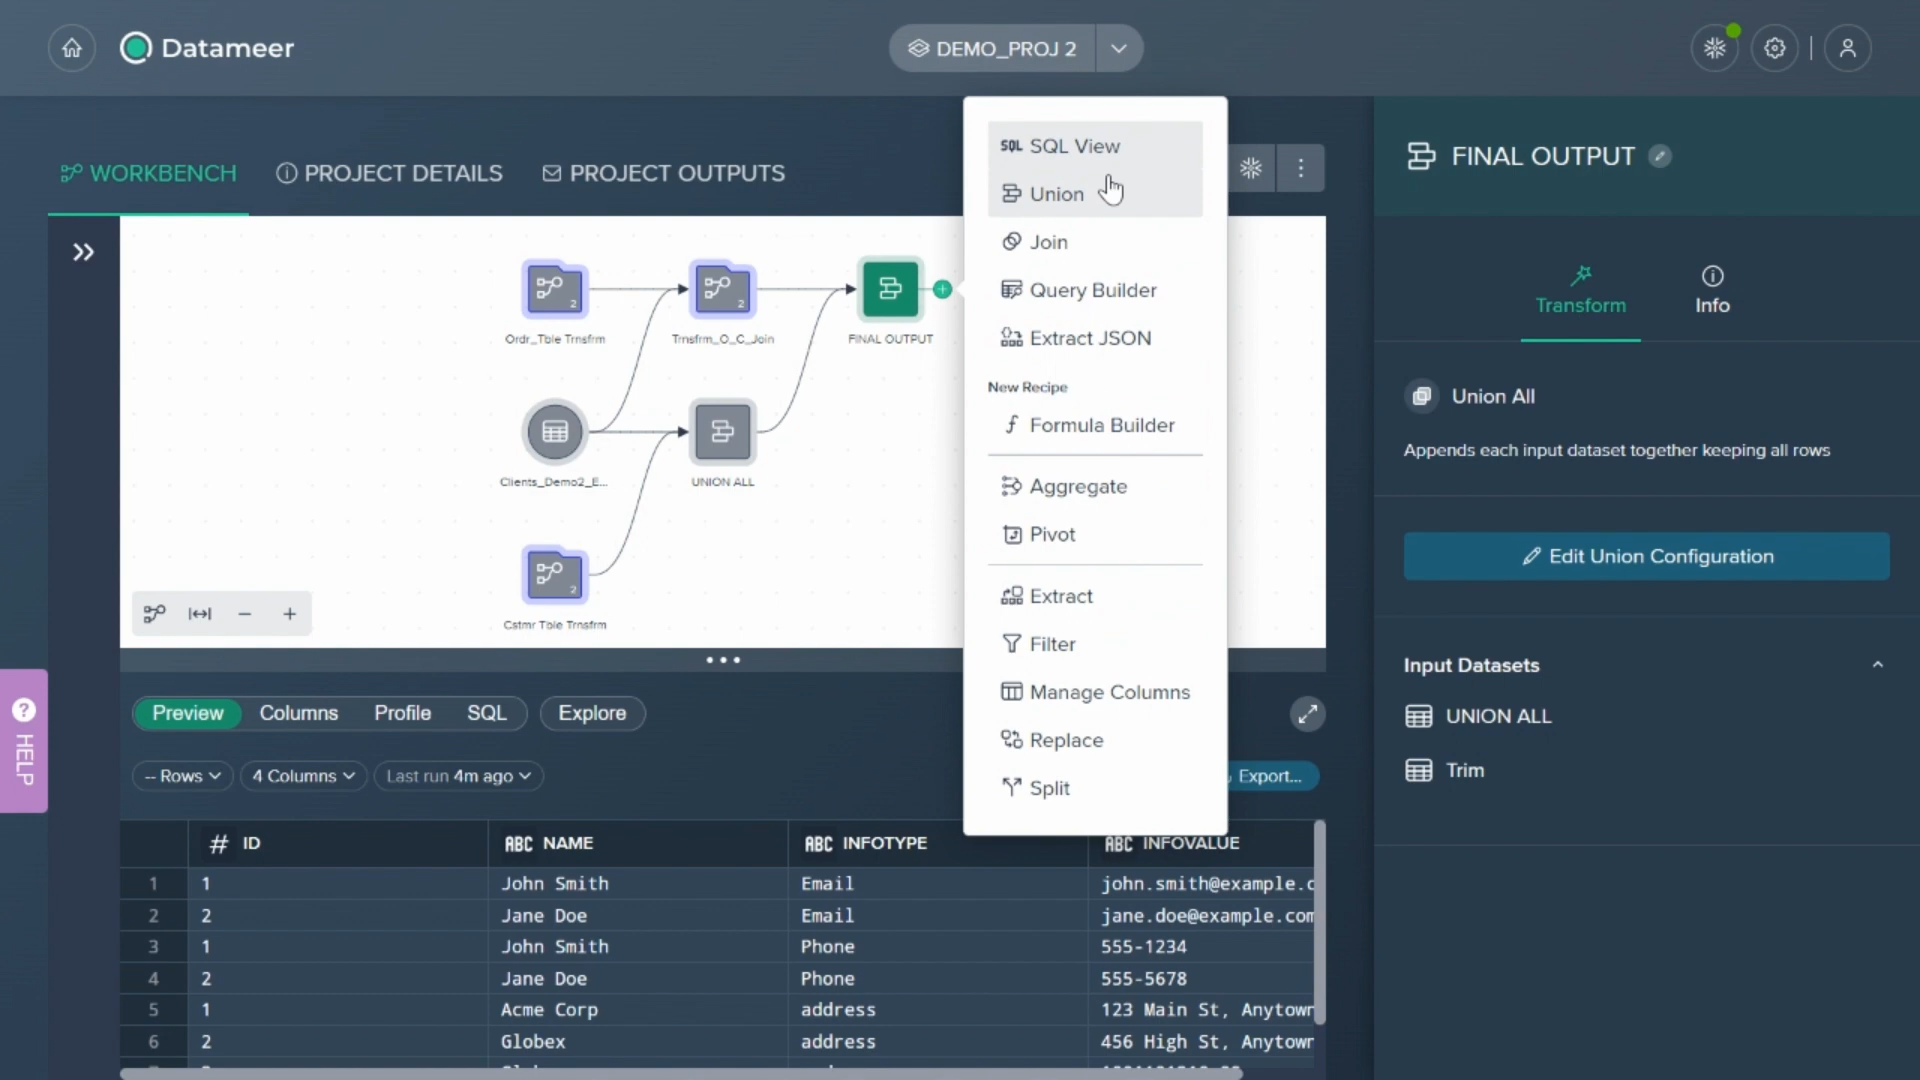 Datameer
DEMO_PROJ 2
WORKBENCH
PROJECT DETAILS
PROJECT OUTPUTS
Ordr_Tble Trnsfrm
2
Trnsfrm_O_C_Join
2
FINAL OUTPUT
Clients_Demo2_E...
UNION ALL
Cstmr Tble Trnsfrm
2
SQL SQL View
Union
Join
Query Builder
Extract JSON
New Recipe
Formula Builder
Aggregate
Pivot
Extract
Filter
Manage Columns
Replace
Split
FINAL OUTPUT
Transform
Info
Union All
Appends each input dataset together keeping all rows
Edit Union Configuration
Input Datasets
UNION ALL
Trim
HELP
Preview
Columns
Profile
SQL
Explore
-- Rows
4 Columns
Last run 4m ago
Export...
# ID
ABC NAME
ABC INFOTYPE
ABC INFOVALUE
1 1 John Smith Email john.smith@example.c
2 2 Jane Doe Email jane.doe@example.com
3 1 John Smith Phone 555-1234
4 2 Jane Doe Phone 555-5678
5 1 Acme Corp address 123 Main St, Anytown
6 2 Globex address 456 High St, Anytown